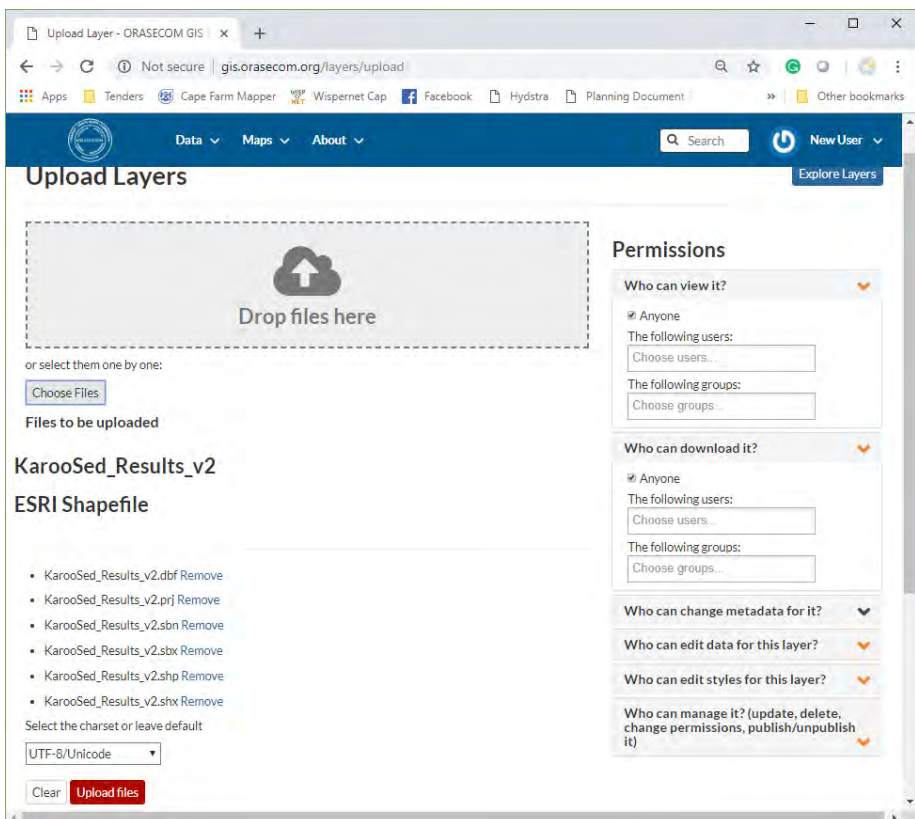 Upload Layer - ORASECOM GIS
Not secure | gis.orasecom.org/layers/upload
Apps Tenders Cape Farm Mapper Wispernet Cap Facebook Hydstra Planning Document » Other bookmarks
Data Maps About Search New User
Upload Layers
Explore Layers
Drop files here
or select them one by one:
Choose Files
Files to be uploaded
KarooSed_Results_v2
ESRI Shapefile
• KarooSed_Results_v2.dbf Remove
• KarooSed_Results_v2.prj Remove
• KarooSed_Results_v2.sbn Remove
• KarooSed_Results_v2.sbx Remove
• KarooSed_Results_v2.shp Remove
• KarooSed_Results_v2.shx Remove
Select the charset or leave default
UTF-8/Unicode
Clear Upload files
Permissions
Who can view it?
Anyone
The following users:
Choose users...
The following groups:
Choose groups...
Who can download it?
Anyone
The following users:
Choose users...
The following groups:
Choose groups...
Who can change metadata for it?
Who can edit data for this layer?
Who can edit styles for this layer?
Who can manage it? (update, delete,
change permissions, publish/unpublish
it)